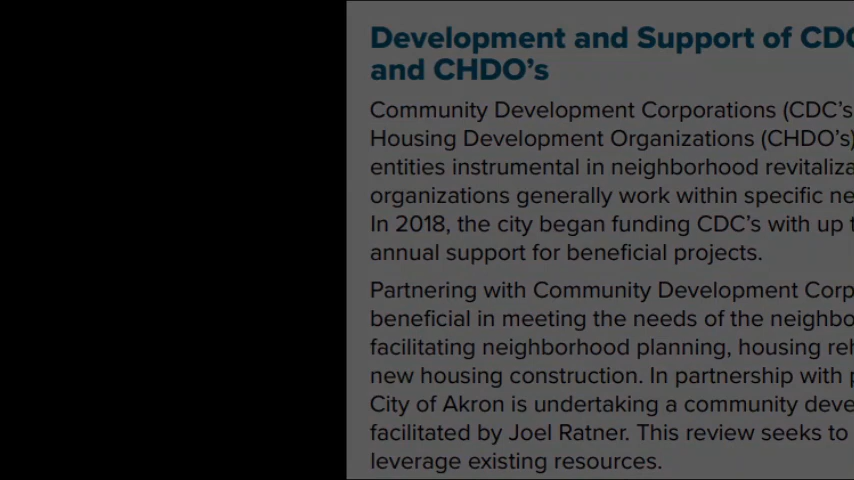 Development and Support of CDC
and CHDO's
Community Development Corporations (CDC's
Housing Development Organizations (CHDO's)
entities instrumental in neighborhood
organizations generally work within specific
In 2018, the city began funding CDC's with up
annual support for beneficial projects.
Partnering with Community Development
beneficial in meeting the needs of the
facilitating neighborhood planning, housing
new housing construction. In partnership with
City of Akron is undertaking a community
facilitated by Joel Ratner. This review seeks to
leverage existing resources.